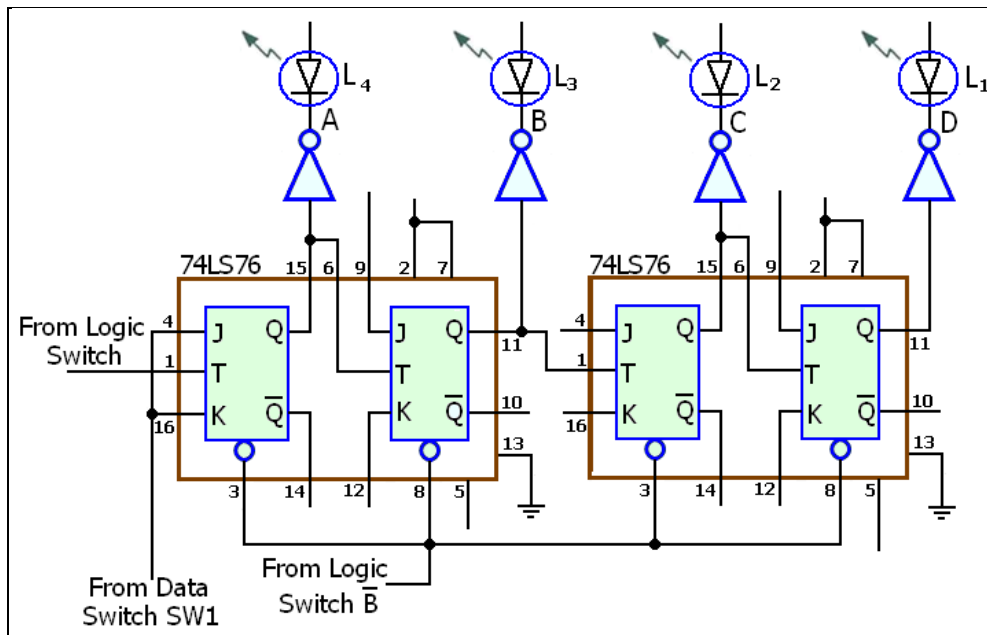 L4 L3 L2 L1
A B C D
74LS76 15 6 9 2 7 74LS76 15 6 9 2 7
From Logic
Switch
4 J Q J Q 11 4 J Q J Q 11
1 T T 1 T T
16 K Q̅ K Q̅ 10 16 K Q̅ K Q̅ 10
13 13
3 14 12 8 5 3 14 12 8 5
From Data
Switch SW1
From Logic
Switch B̅